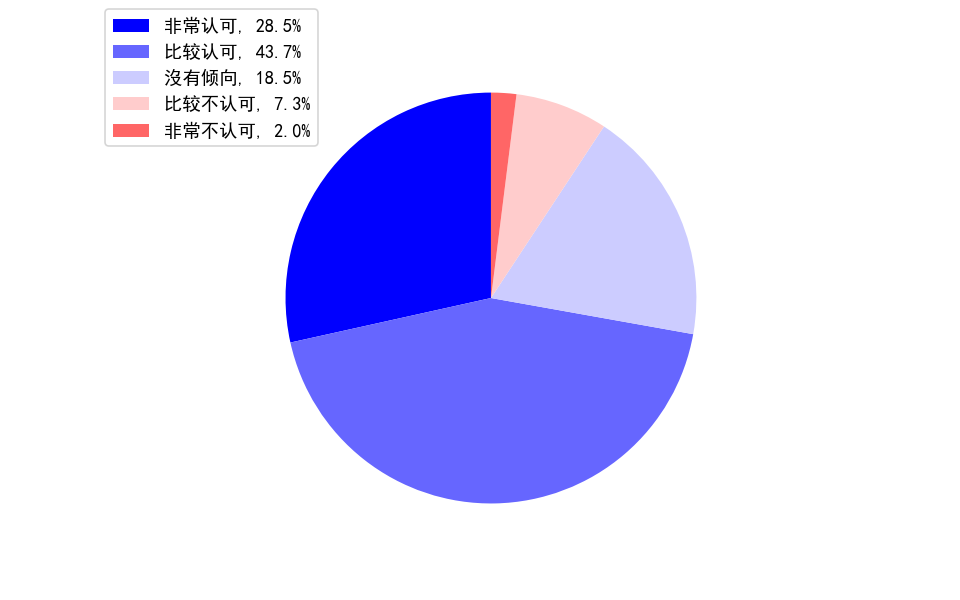 非常认可, 28.5%
比较认可, 43.7%
沒有倾向, 18.5%
比较不认可, 7.3%
非常不认可, 2.0%